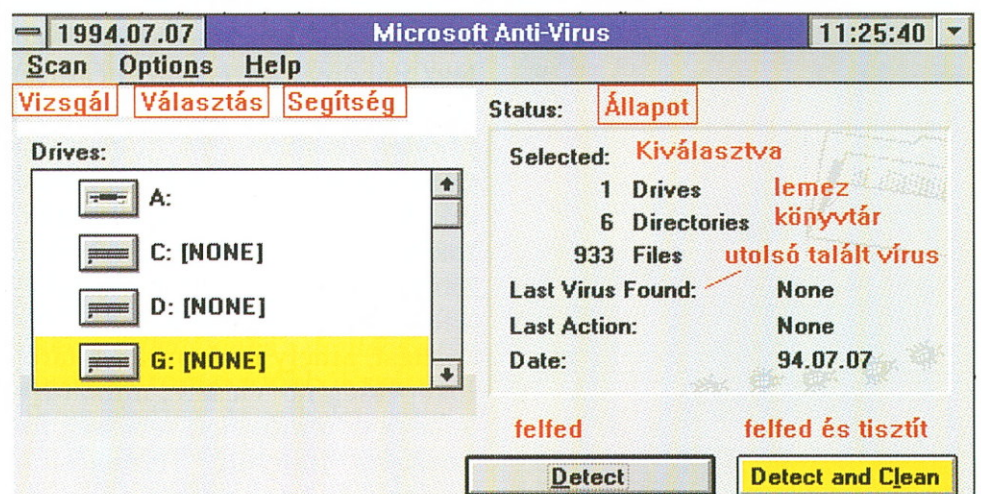 1994.07.07 Microsoft Anti-Virus 11:25:40
Scan Options Help
Vizsgál Választás Segítség
Status: Állapot
Drives:
A:
C: [NONE]
D: [NONE]
G: [NONE]
Selected: Kiválasztva
1 Drives lemez
6 Directories könyvtár
933 Files utolsó talált vírus
Last Virus Found: None
Last Action: None
Date: 94.07.07
felfed felfed és tisztít
Detect Detect and Clean